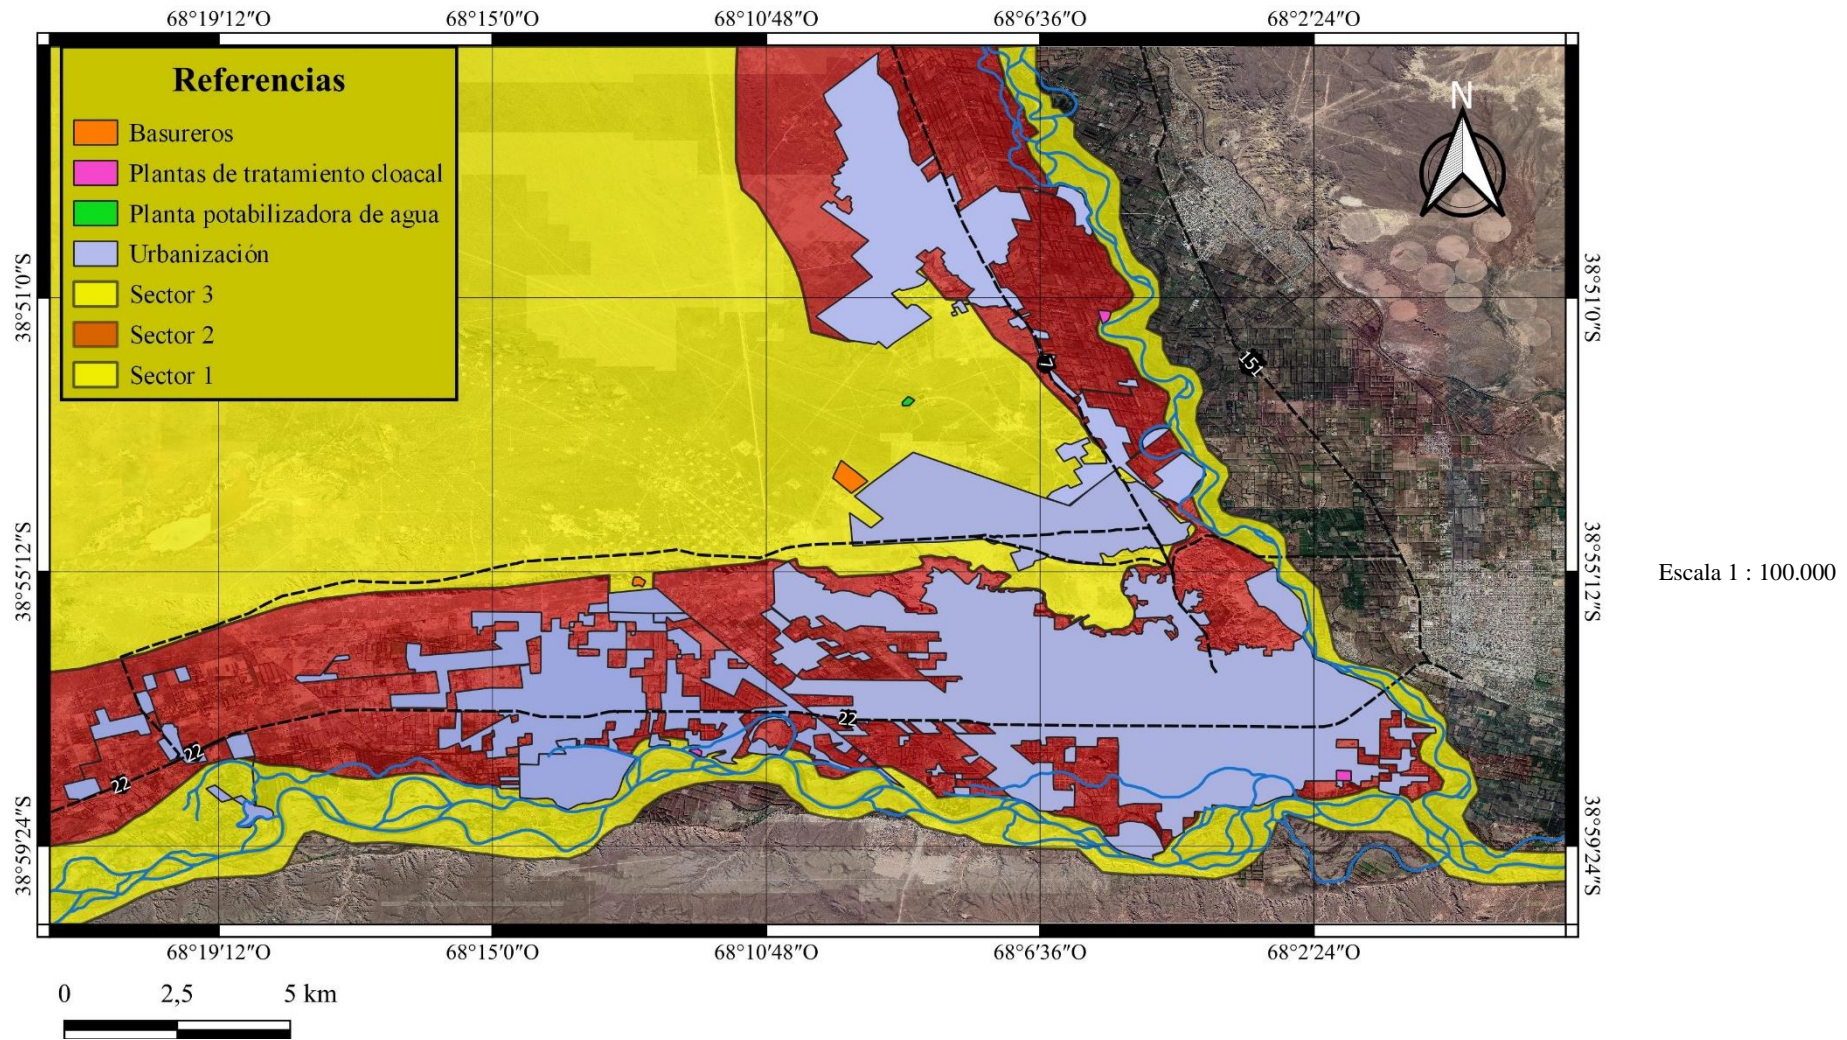 68°19'12"O 68°15'0"O 68°10'48"O 68°6'36"O 68°2'24"O
Referencias
Basureros
Plantas de tratamiento cloacal
Planta potabilizadora de agua
Urbanización
Sector 3
Sector 2
Sector 1
N
38°51'0"S
38°51'0"S
7
151
38°55'12"S
38°55'12"S
Escala 1 : 100.000
22
22
22
38°59'24"S
38°59'24"S
68°19'12"O 68°15'0"O 68°10'48"O 68°6'36"O 68°2'24"O
0 2,5 5 km